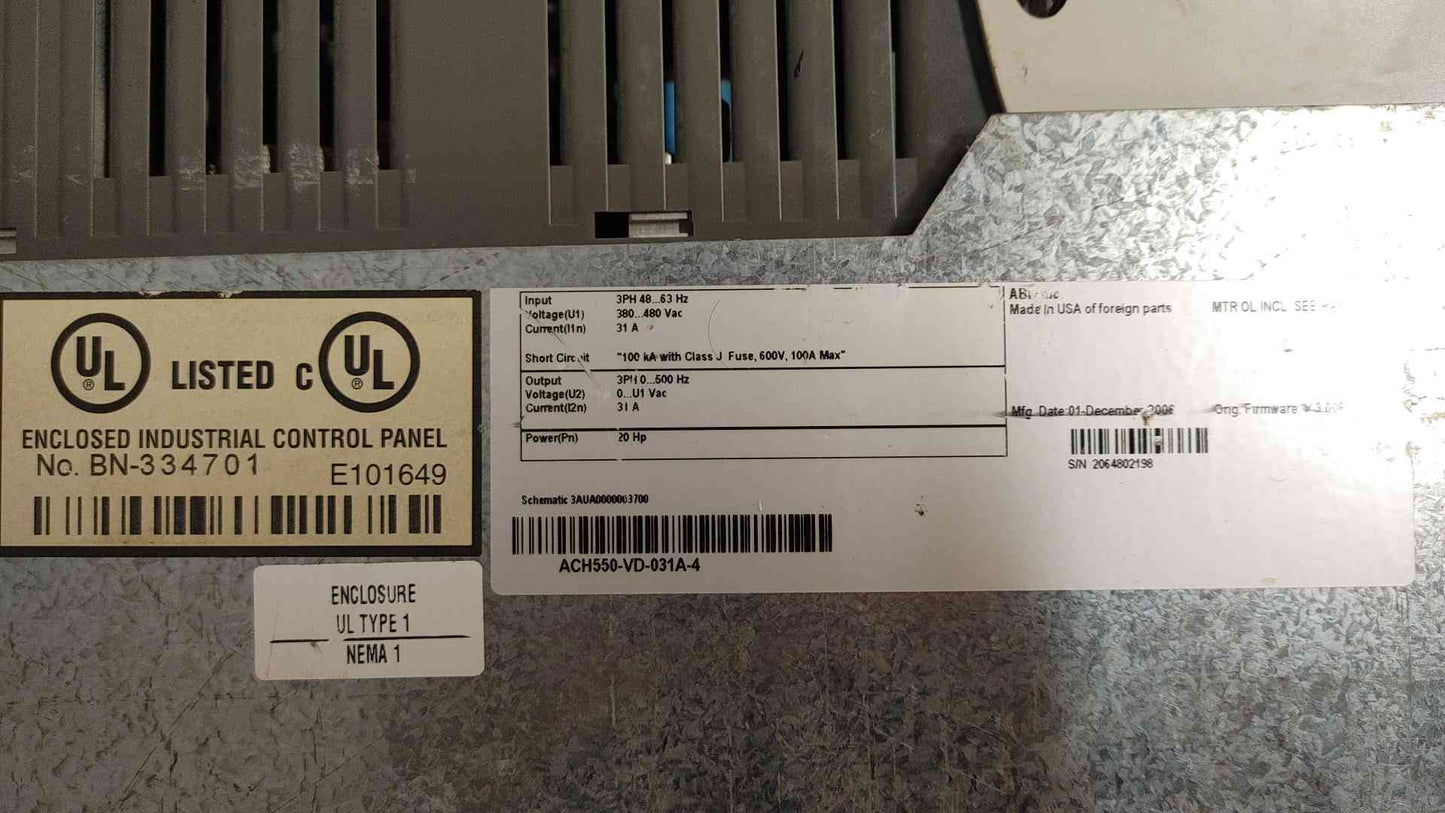 UL
®
LISTED C
UL
®
ENCLOSED INDUSTRIAL CONTROL PANEL
No. BN-334701
E101649
ENCLOSURE
UL TYPE 1
NEMA 1
Input 3PH 48...63 Hz
Voltage(U1) 380...480 Vac
Current(I1n) 31 A
Short Circuit "100 kA with Class J Fuse, 600V, 100A Max"
Output 3PH 0...500 Hz
Voltage(U2) 0...U1 Vac
Current(I2n) 31 A
Power(Pn) 20 Hp
Schematic 3AUA0000003700
ACH550-VD-031A-4
Made in USA of foreign parts
MTR OL INCL SEE
Mfg. Date:01-December-2006
Orig. Firmware
S/N 2064802198